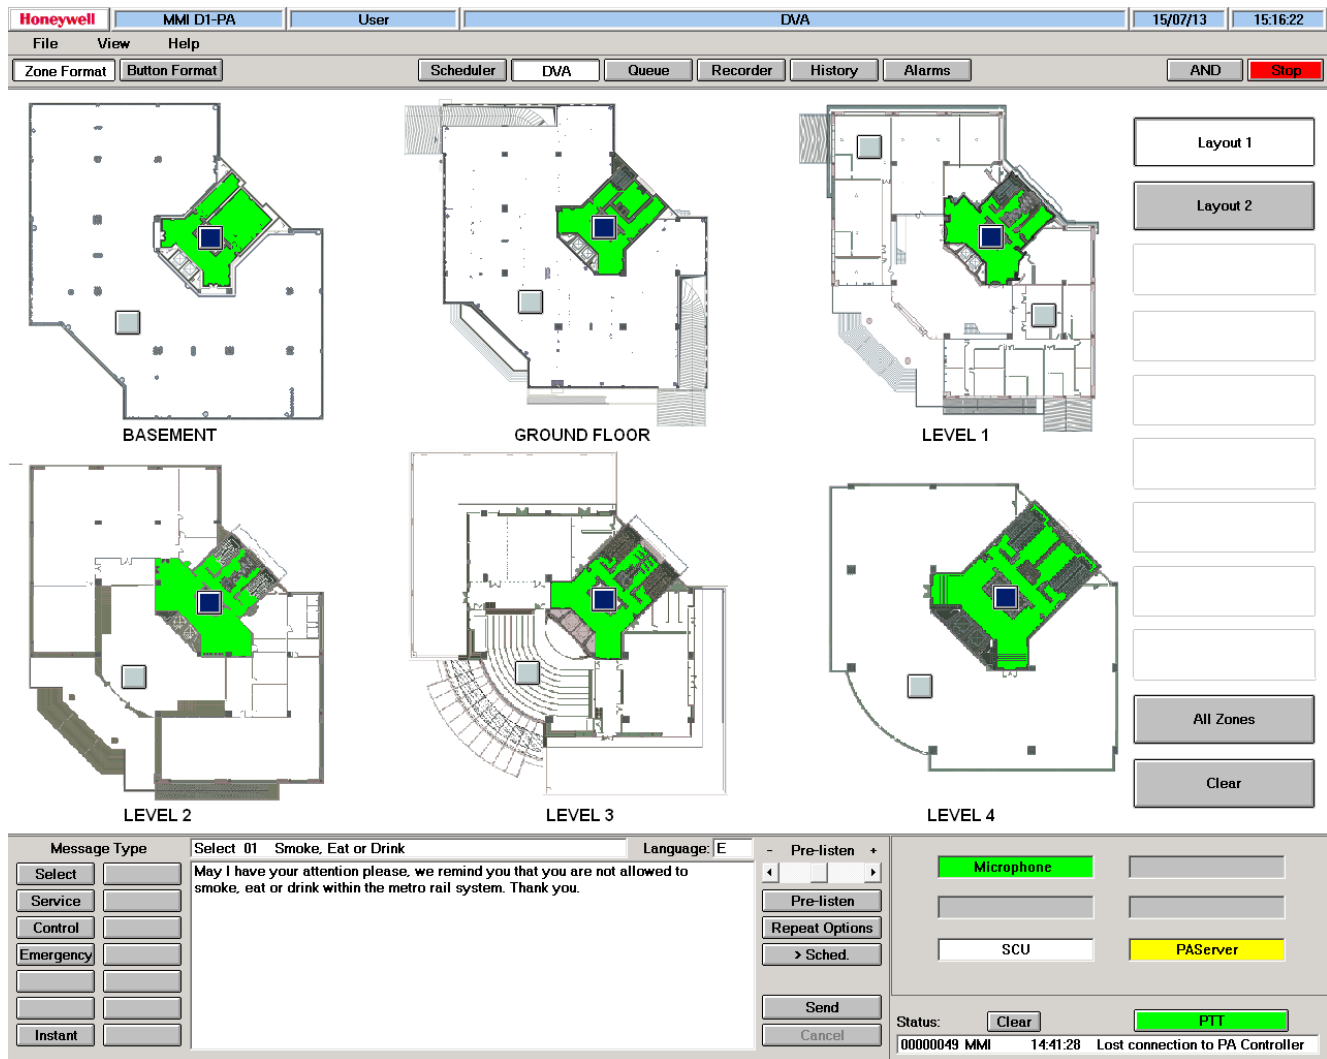 Honeywell MMI D1-PA User DVA 15/07/13 15:16:22
File View Help
Zone Format Button Format Scheduler DVA Queue Recorder History Alarms AND Stop
Layout 1
Layout 2
BASEMENT GROUND FLOOR LEVEL 1
All Zones
Clear
LEVEL 2 LEVEL 3 LEVEL 4
Message Type
Select
Service
Control
Emergency
Instant
Select 01 Smoke, Eat or Drink Language: E
May I have your attention please, we remind you that you are not allowed to
smoke, eat or drink within the metro rail system. Thank you.
- Pre-listen +
Pre-listen
Repeat Options
> Sched.
Send
Cancel
Microphone
SCU PAServer
Status: Clear PTT
00000049 MMI 14:41:28 Lost connection to PA Controller